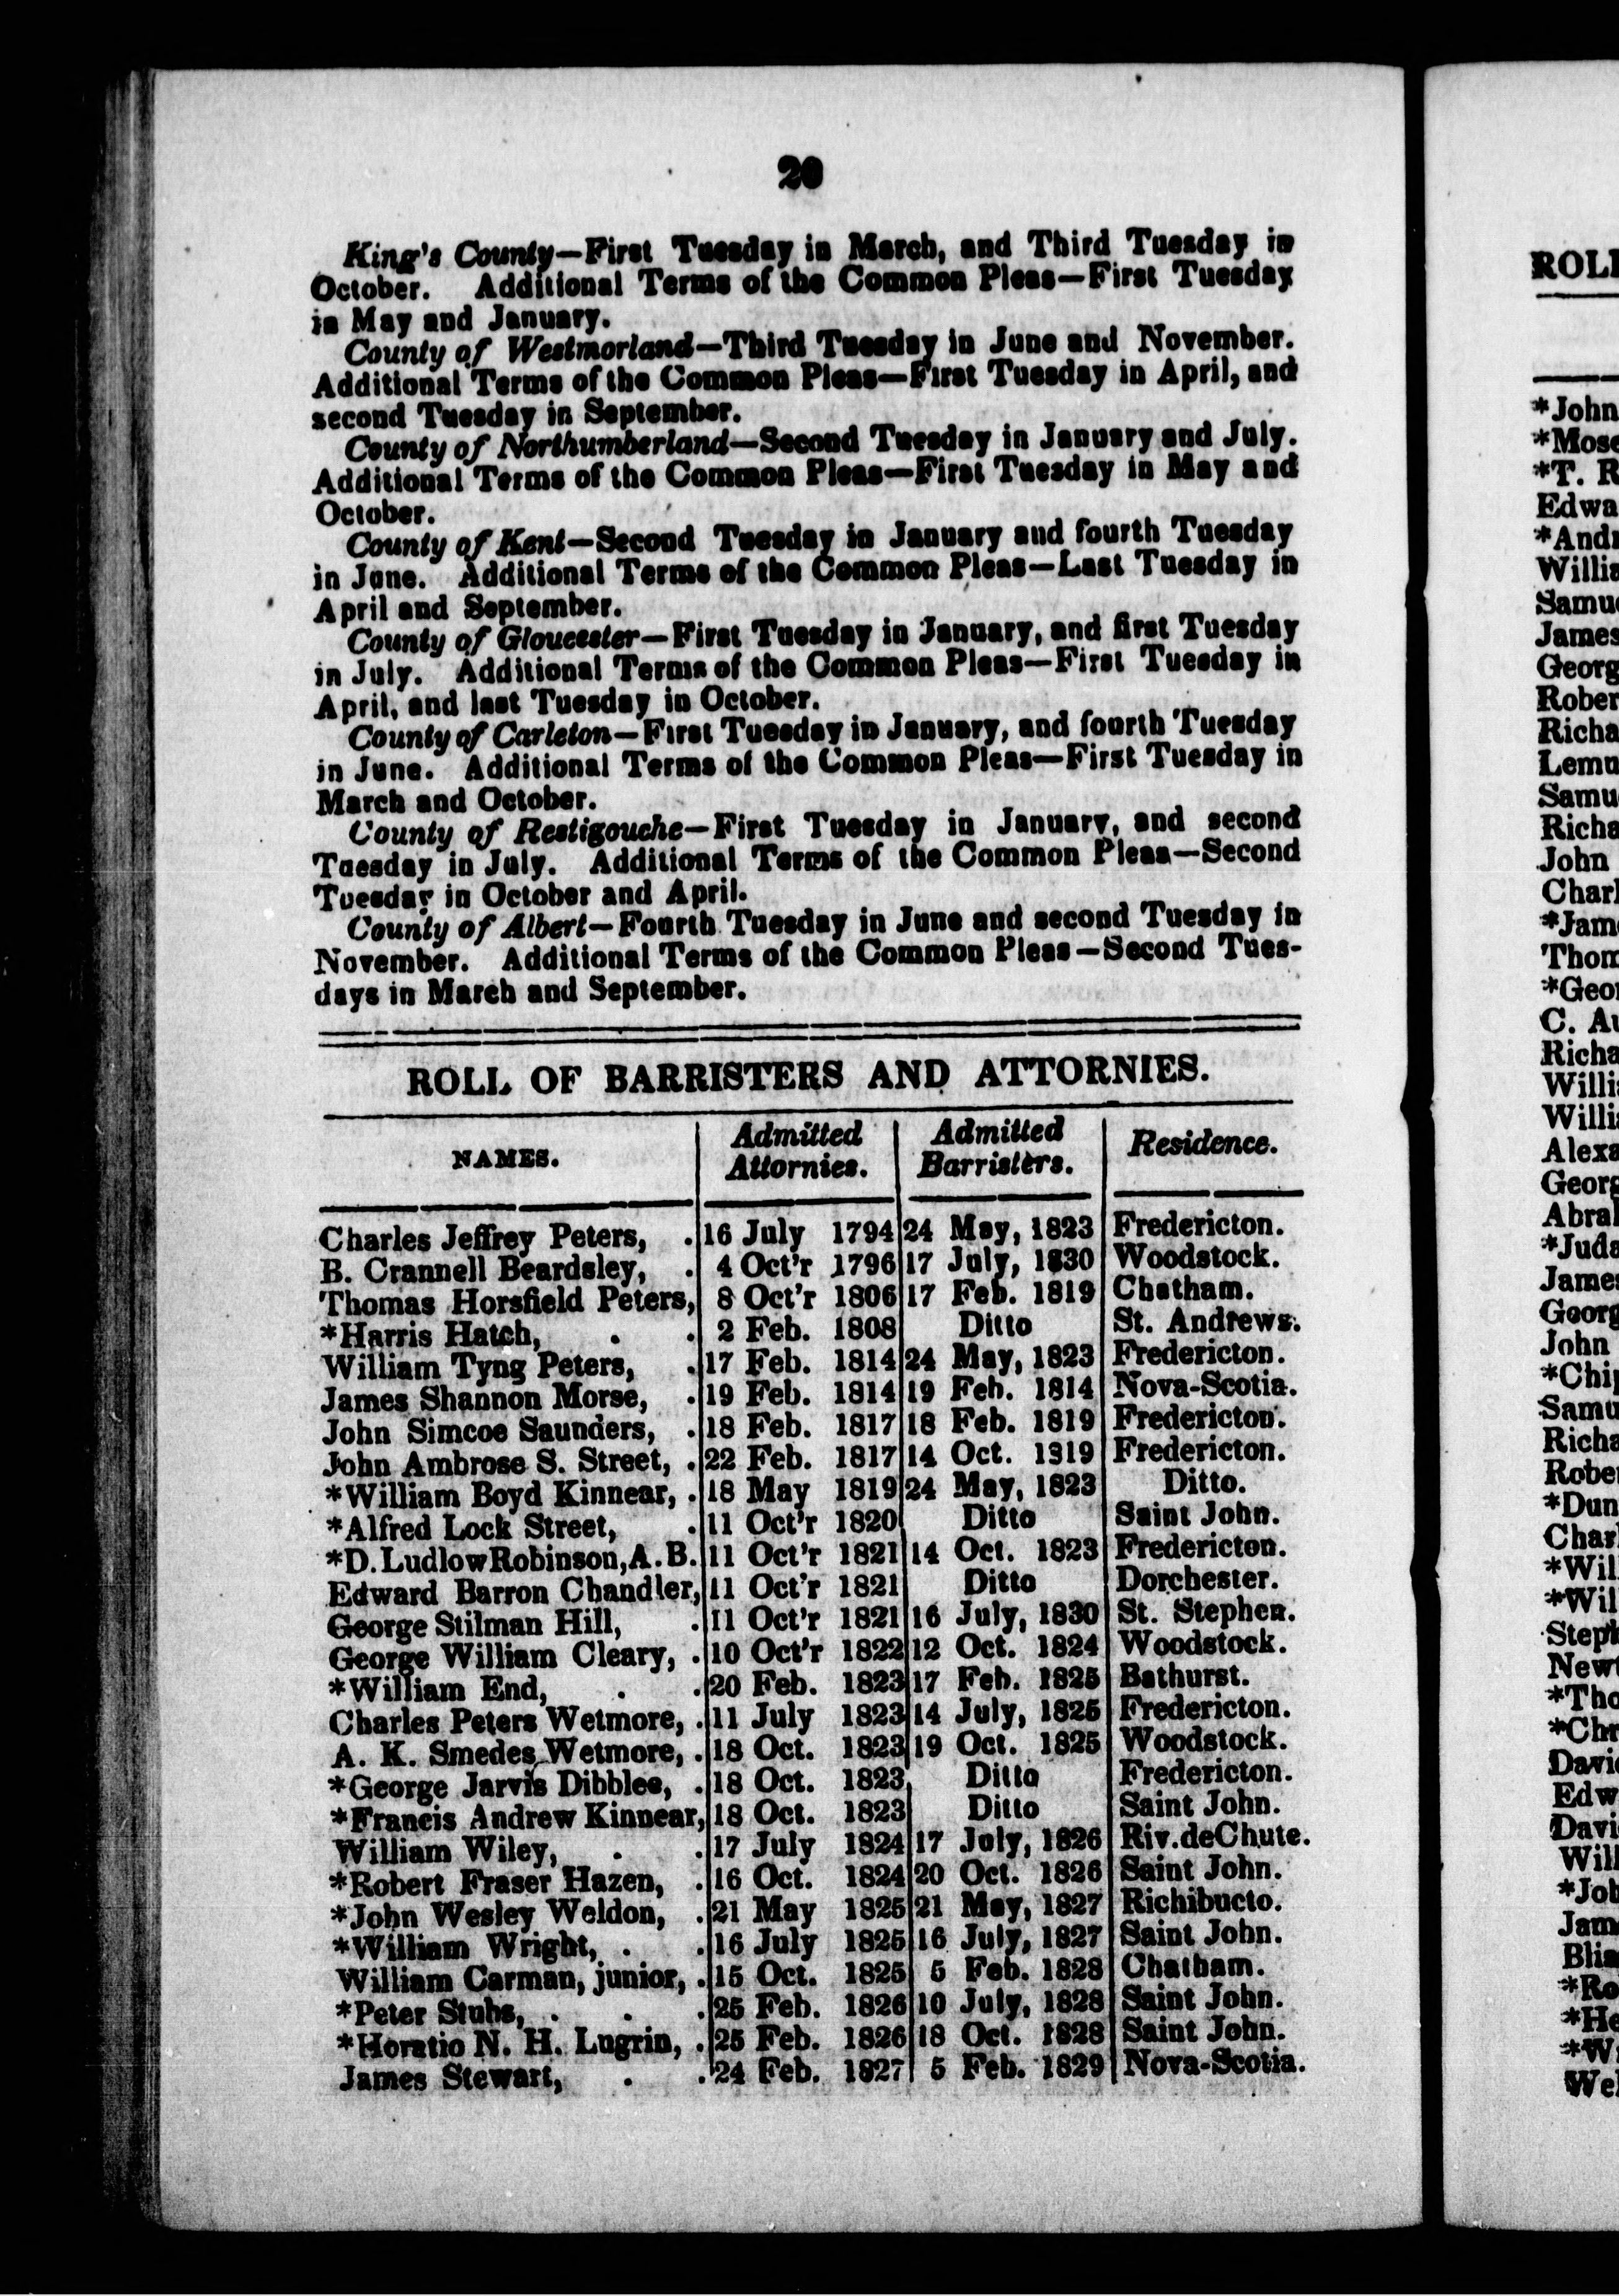 20
King's County—First Tuesday in March, and Third Tuesday in
October. Additional Terms of the Common Pleas—First Tuesday
in May and January.
County of Westmorland—Third Tuesday in June and November.
Additional Terms of the Common Pleas—First Tuesday in April, and
second Tuesday in September.
County of Northumberland—Second Tuesday in January and July.
Additional Terms of the Common Pleas—First Tuesday in May and
October.
County of Kent—Second Tuesday in January and fourth Tuesday
in June. Additional Terms of the Common Pleas—Last Tuesday in
April and September.
County of Gloucester—First Tuesday in January, and first Tuesday
in July. Additional Terms of the Common Pleas—First Tuesday in
April, and last Tuesday in October.
County of Carleton—First Tuesday in January, and fourth Tuesday
in June. Additional Terms of the Common Pleas—First Tuesday in
March and October.
County of Restigouche—First Tuesday in January, and second
Tuesday in July. Additional Terms of the Common Pleas—Second
Tuesday in October and April.
County of Albert—Fourth Tuesday in June and second Tuesday in
November. Additional Terms of the Common Pleas—Second Tues-
days in March and September.
ROLL OF BARRISTERS AND ATTORNIES.
NAMES. Admitted Attornies. Admitted Barristers. Residence.
Charles Jeffrey Peters, . 16 July 1794 24 May, 1823 Fredericton.
B. Crannell Beardsley, . 4 Oct'r 1796 17 July, 1830 Woodstock.
Thomas Horsfield Peters, 8 Oct'r 1806 17 Feb. 1819 Chatham.
*Harris Hatch, . . 2 Feb. 1808 Ditto St. Andrews.
William Tyng Peters, . 17 Feb. 1814 24 May, 1823 Fredericton.
James Shannon Morse, . 19 Feb. 1814 19 Feb. 1814 Nova-Scotia.
John Simcoe Saunders, . 18 Feb. 1817 18 Feb. 1819 Fredericton.
John Ambrose S. Street, . 22 Feb. 1817 14 Oct. 1819 Fredericton.
*William Boyd Kinnear, . 18 May 1819 24 May, 1823 Ditto.
*Alfred Lock Street, . 11 Oct'r 1820 Ditto Saint John.
*D. Ludlow Robinson, A. B. 11 Oct'r 1821 14 Oct. 1823 Fredericton.
Edward Barron Chandler, 11 Oct'r 1821 Ditto Dorchester.
George Stilman Hill, . 11 Oct'r 1821 16 July, 1830 St. Stephen.
George William Cleary, . 10 Oct'r 1822 12 Oct. 1824 Woodstock.
*William End, . . 20 Feb. 1823 17 Feb. 1825 Bathurst.
Charles Peters Wetmore, . 11 July 1823 14 July, 1825 Fredericton.
A. K. Smedes Wetmore, . 18 Oct. 1823 19 Oct. 1825 Woodstock.
*George Jarvis Dibblee, . 18 Oct. 1823 Ditto Fredericton.
*Francis Andrew Kinnear, 18 Oct. 1823 Ditto Saint John.
William Wiley, . . 17 July 1824 17 July, 1826 Riv. de Chute.
*Robert Fraser Hazen, . 16 Oct. 1824 20 Oct. 1826 Saint John.
*John Wesley Weldon, . 21 May 1825 21 May, 1827 Richibucto.
*William Wright, . . 16 July 1825 16 July, 1827 Saint John.
William Carman, junior, . 15 Oct. 1825 5 Feb. 1828 Chatham.
*Peter Stubs, . . . 25 Feb. 1826 10 July, 1828 Saint John.
*Horatio N. H. Lugrin, . 25 Feb. 1826 18 Oct. 1828 Saint John.
James Stewart, . . 24 Feb. 1827 5 Feb. 1829 Nova-Scotia.